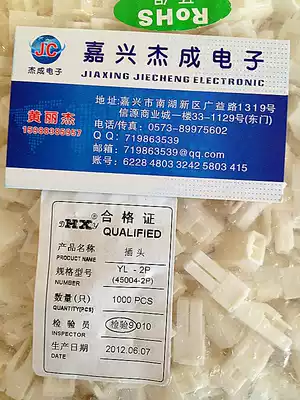 RoHS
JC
嘉兴杰成电子
JIAXING JIECHENG ELECTRONIC
杰成电子
黄丽杰
15988385957
地址:嘉兴市南湖新区广益路1319号
信源商业城一楼33-1129号(东门)
电话/传真: 0573-89975602
QQ: 719863539
邮箱: 719863539@qq.com
账号: 6228 4803 3242 5803 415
DHX 合格证
QUALIFIED
产品名称 插头
PRODUCT NAME
规格型号 YL - 2P
NUMBER (45004-2P)
数量(只) 1000 PCS
QUANTITY(PCS)
检验员 检验9010
INSPECTOR
生产日期 2012.06.07
DATE